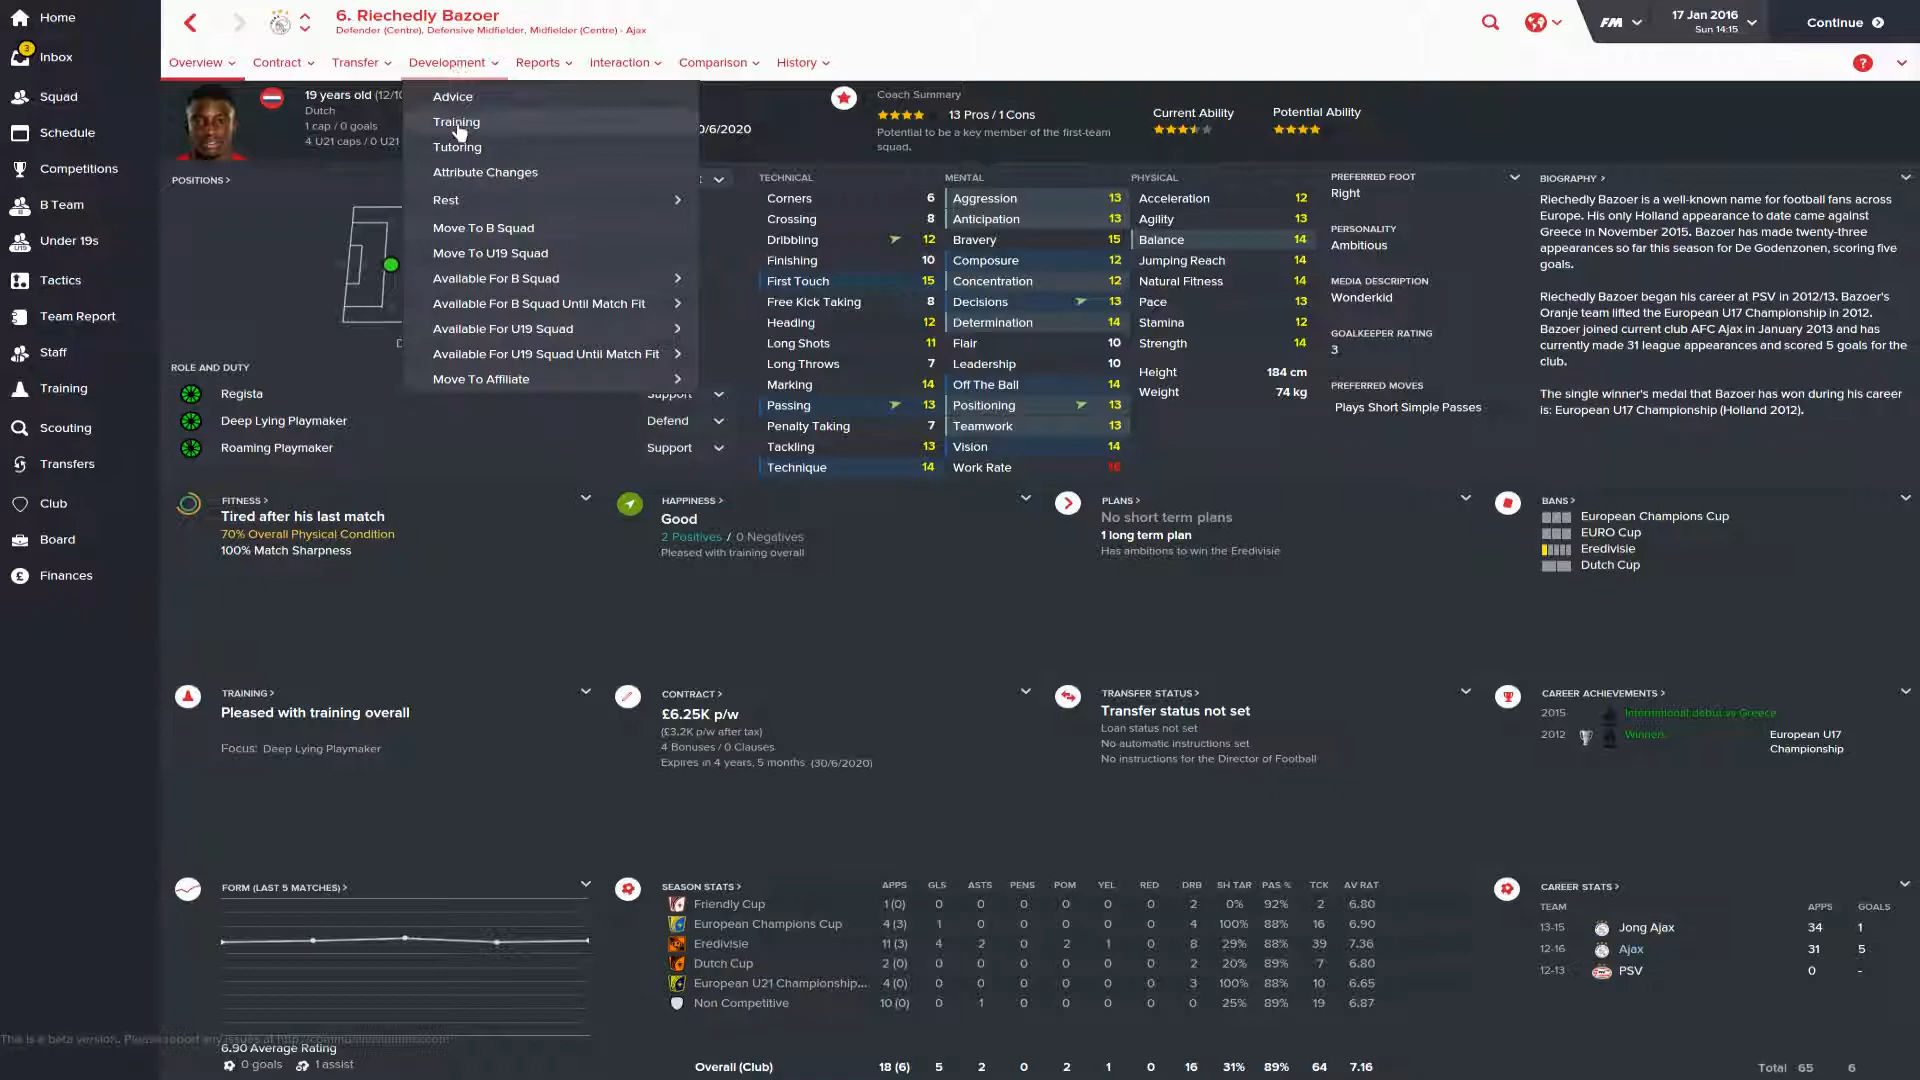 Home
3
Inbox
Squad
Schedule
Competitions
B Team
Under 19s
Tactics
Team Report
Staff
Training
Scouting
Transfers
Club
Board
Finances
6. Riechedly Bazoer
Defender (Centre), Defensive Midfielder, Midfielder (Centre) - Ajax
FM
17 Jan 2016
Sun 14:15
Continue
Overview
Contract
Transfer
Development
Reports
Interaction
Comparison
History
?
19 years old (12/10
Dutch
1 cap / 0 goals
4 U21 caps / 0 U21
0/6/2020
Advice
Training
Tutoring
Attribute Changes
Rest
Move To B Squad
Move To U19 Squad
Available For B Squad
Available For B Squad Until Match Fit
Available For U19 Squad
Available For U19 Squad Until Match Fit
Move To Affiliate
Coach Summary
13 Pros / 1 Cons
Potential to be a key member of the first-team
squad.
Current Ability
Potential Ability
POSITIONS >
ROLE AND DUTY
Regista Support
Deep Lying Playmaker Defend
Roaming Playmaker Support
TECHNICAL
Corners 6
Crossing 8
Dribbling 12
Finishing 10
First Touch 15
Free Kick Taking 8
Heading 12
Long Shots 11
Long Throws 7
Marking 14
Passing 13
Penalty Taking 7
Tackling 13
Technique 14
MENTAL
Aggression 13
Anticipation 13
Bravery 15
Composure 12
Concentration 12
Decisions 13
Determination 14
Flair 10
Leadership 10
Off The Ball 14
Positioning 13
Teamwork 13
Vision 14
Work Rate 16
PHYSICAL
Acceleration 12
Agility 13
Balance 14
Jumping Reach 14
Natural Fitness 14
Pace 13
Stamina 12
Strength 14
Height 184 cm
Weight 74 kg
PREFERRED FOOT
Right
PERSONALITY
Ambitious
MEDIA DESCRIPTION
Wonderkid
GOALKEEPER RATING
3
PREFERRED MOVES
Plays Short Simple Passes
BIOGRAPHY >
Riechedly Bazoer is a well-known name for football fans across
Europe. His only Holland appearance to date came against
Greece in November 2015. Bazoer has made twenty-three
appearances so far this season for De Godenzonen, scoring five
goals.
Riechedly Bazoer began his career at PSV in 2012/13. Bazoer's
Oranje team lifted the European U17 Championship in 2012.
Bazoer joined current club AFC Ajax in January 2013 and has
currently made 31 league appearances and scored 5 goals for the
club.
The single winner's medal that Bazoer has won during his career
is: European U17 Championship (Holland 2012).
FITNESS >
Tired after his last match
70% Overall Physical Condition
100% Match Sharpness
HAPPINESS >
Good
2 Positives / 0 Negatives
Pleased with training overall
PLANS >
No short term plans
1 long term plan
Has ambitions to win the Eredivisie
BANS >
European Champions Cup
EURO Cup
Eredivisie
Dutch Cup
TRAINING >
Pleased with training overall
Focus: Deep Lying Playmaker
CONTRACT >
£6.25K p/w
(£3.2K p/w after tax)
4 Bonuses / 0 Clauses
Expires in 4 years, 5 months (30/6/2020)
TRANSFER STATUS >
Transfer status not set
Loan status not set
No automatic instructions set
No instructions for the Director of Football
CAREER ACHIEVEMENTS >
2015 International debut vs Greece
2012 Winners European U17
Championship
FORM (LAST 5 MATCHES) >
This is a beta version. Please report any issues at
6.90 Average Rating
0 goals 1 assist
SEASON STATS > APPS GLS ASTS PENS POM YEL RED DRB SH TAR PAS % TCK AV RAT
Friendly Cup 1 (0) 0 0 0 0 0 0 2 0% 92% 2 6.80
European Champions Cup 4 (3) 1 0 0 0 0 0 4 100% 88% 16 6.90
Eredivisie 11 (3) 4 2 0 2 1 0 8 29% 88% 39 7.36
Dutch Cup 2 (0) 0 0 0 0 0 0 2 20% 89% 7 6.80
European U21 Championship... 4 (0) 0 0 0 0 0 0 3 100% 88% 10 6.65
Non Competitive 10 (0) 0 1 0 0 0 0 0 25% 89% 19 6.87
Overall (Club) 18 (6) 5 2 0 2 1 0 16 31% 89% 64 7.16
CAREER STATS >
TEAM APPS GOALS
13-15 Jong Ajax 34 1
12-16 Ajax 31 5
12-13 PSV 0 -
Total 65 6